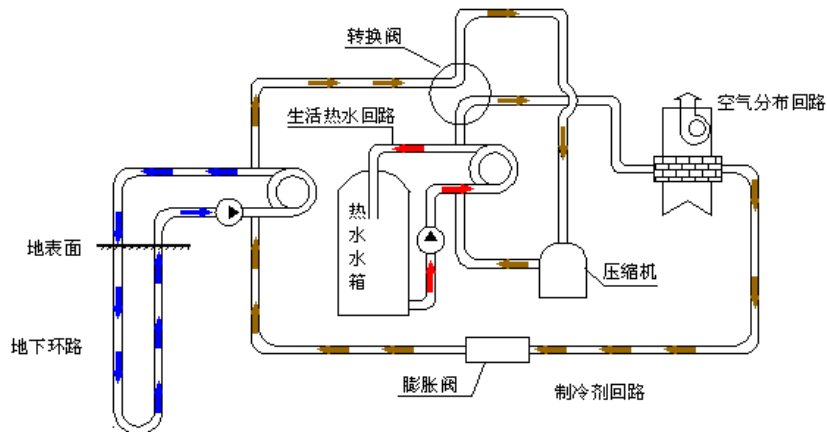 转换阀
空气分布回路
生活热水回路
热水水箱
地表面
压缩机
地下环路
膨胀阀
制冷剂回路